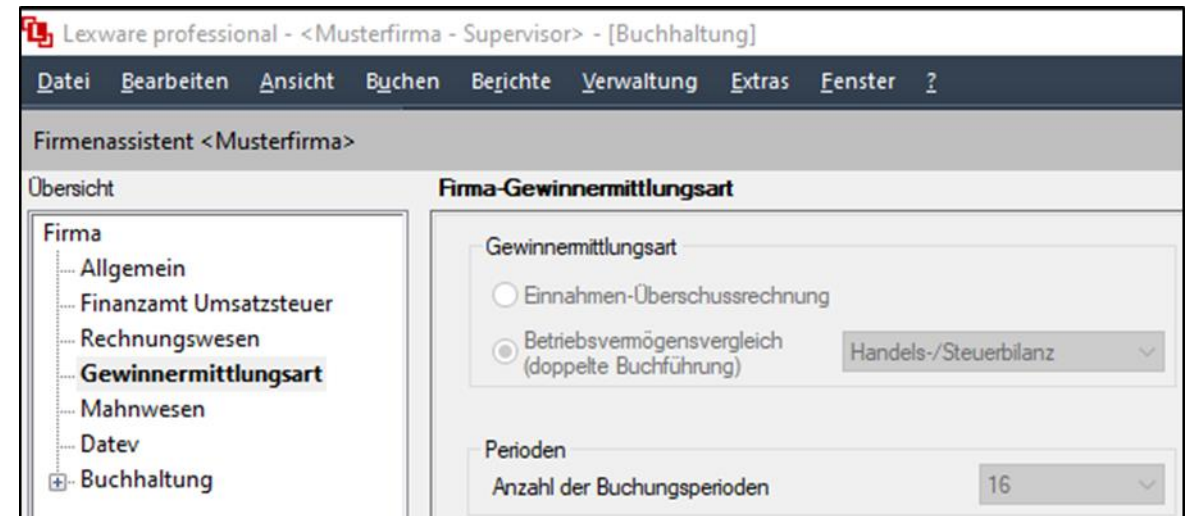 Lexware professional - <Musterfirma - Supervisor> - [Buchhaltung]
Datei Bearbeiten Ansicht Buchen Berichte Verwaltung Extras Fenster ?
Firmenassistent <Musterfirma>
Übersicht
Firma
Allgemein
Finanzamt Umsatzsteuer
Rechnungswesen
Gewinnermittlungsart
Mahnwesen
Datev
Buchhaltung
Firma-Gewinnermittlungsart
Gewinnermittlungsart
Einnahmen-Überschussrechnung
Betriebsvermögensvergleich
(doppelte Buchführung)
Handels-/Steuerbilanz
Perioden
Anzahl der Buchungsperioden 16